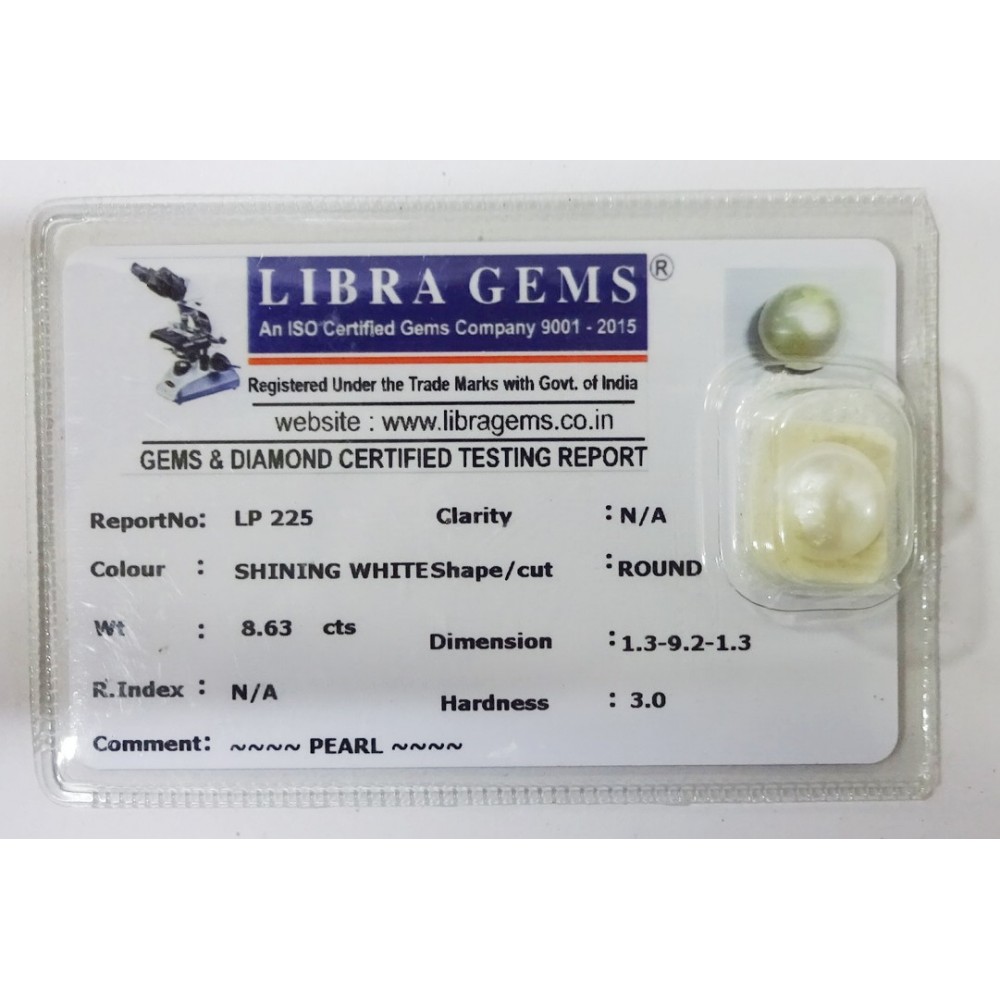 LIBRA GEMS ®
An ISO Certified Gems Company 9001 - 2015
Registered Under the Trade Marks with Govt. of India
website : www.libragems.co.in
GEMS & DIAMOND CERTIFIED TESTING REPORT
ReportNo: LP 225 Clarity : N/A
Colour : SHINING WHITE Shape/cut : ROUND
Wt : 8.63 cts Dimension : 1.3-9.2-1.3
R.Index : N/A Hardness : 3.0
Comment: ~~~~ PEARL ~~~~